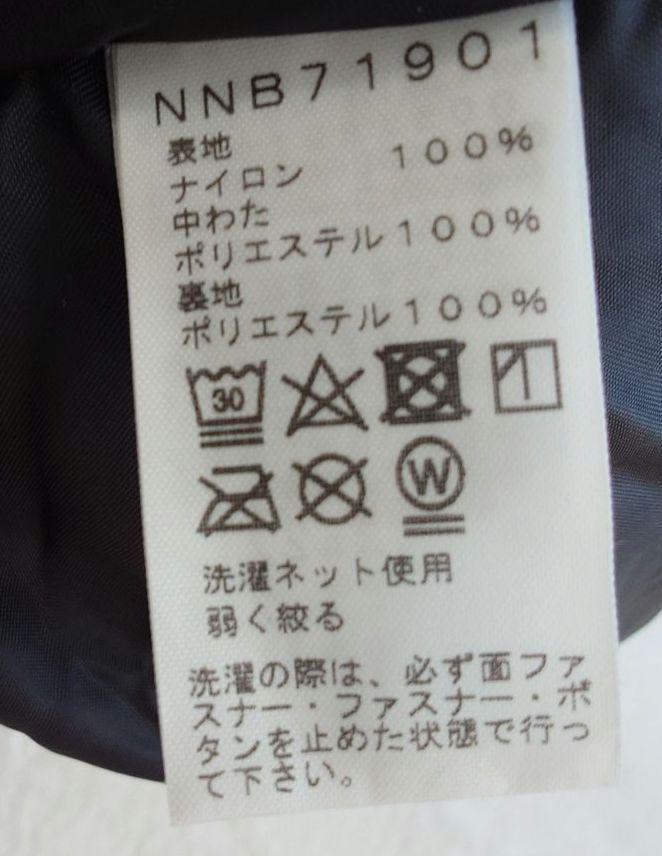 NNB71901
表地
ナイロン 100%
中わた
ポリエステル100%
裏地
ポリエステル100%
30
W
洗濯ネット使用
弱く絞る
洗濯の際は、必ず面ファ
スナー・ファスナー・ボ
タンを止めた状態で行っ
て下さい。